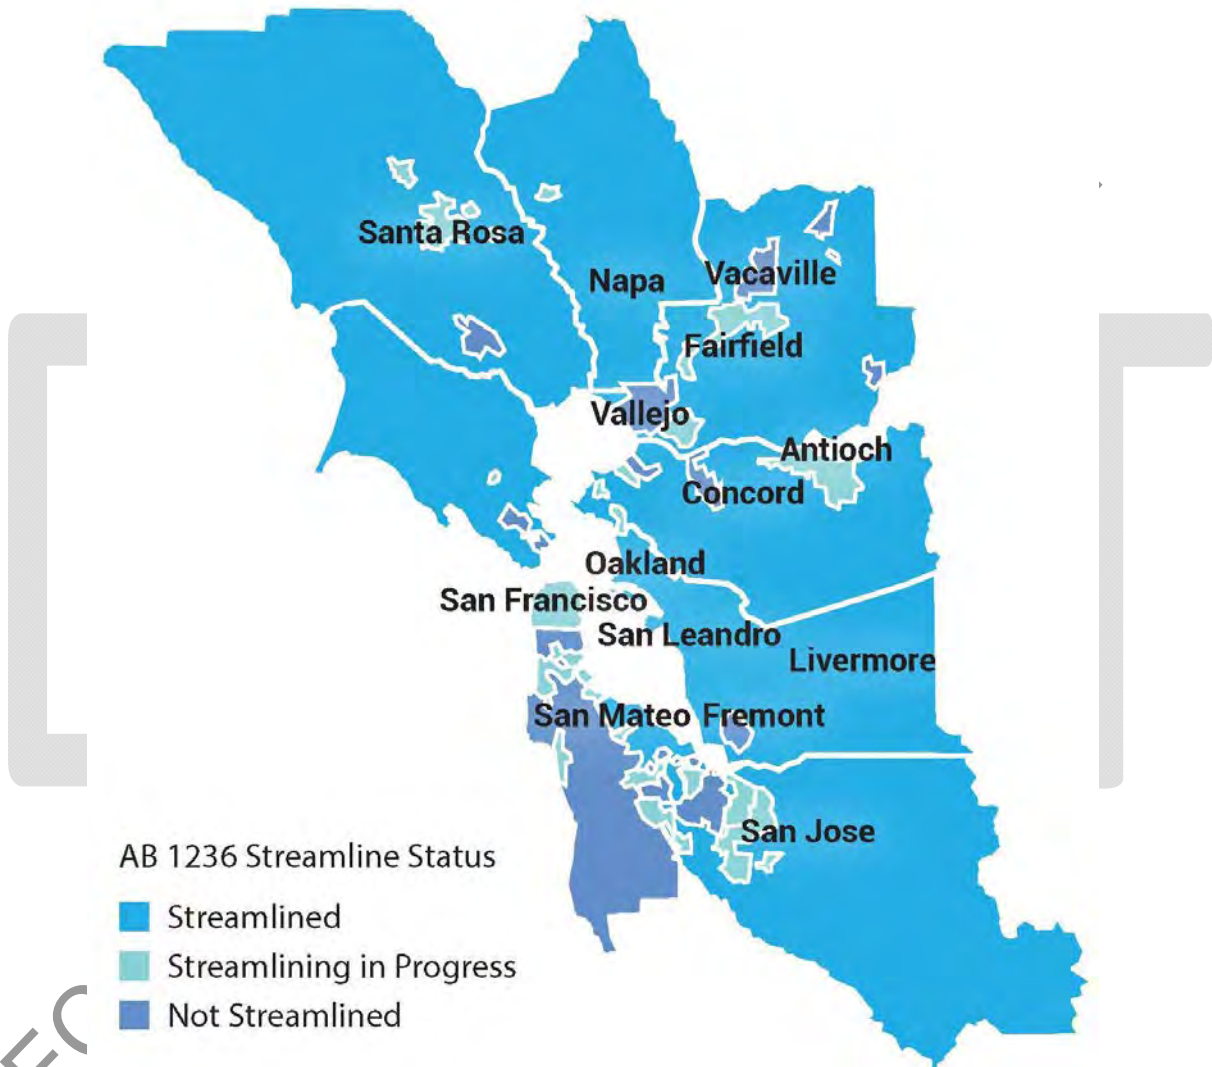 Santa Rosa
Napa
Vacaville
Fairfield
Vallejo
Antioch
Concord
Oakland
San Francisco
San Leandro
Livermore
San Mateo
Fremont
San Jose
AB 1236 Streamline Status
Streamlined
Streamlining in Progress
Not Streamlined